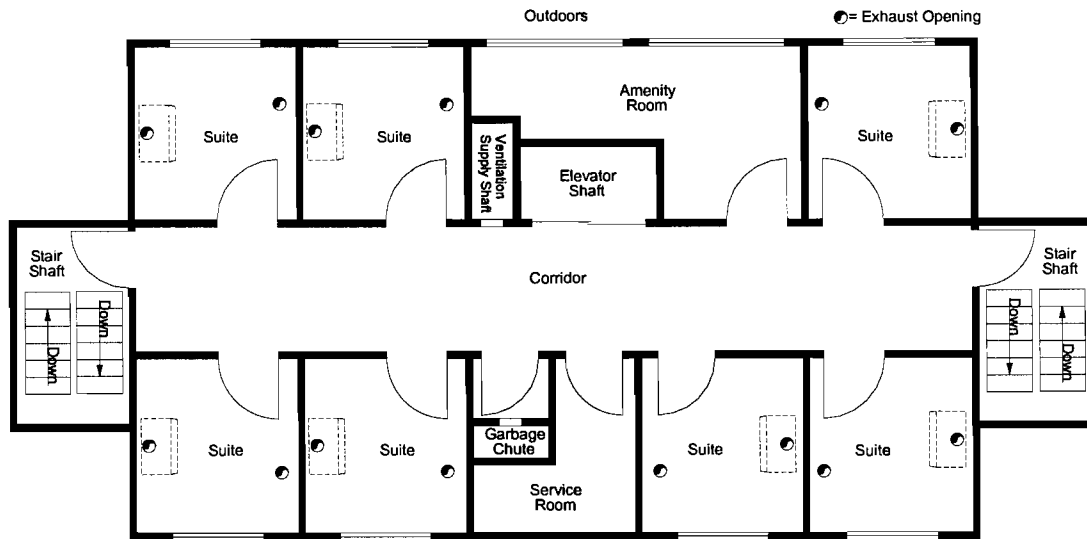 Outdoors
= Exhaust Opening
Suite
Suite
Amenity
Room
Suite
Ventilation
Supply Shaft
Elevator
Shaft
Stair
Shaft
Down
Down
Corridor
Stair
Shaft
Down
Down
Suite
Suite
Garbage
Chute
Service
Room
Suite
Suite